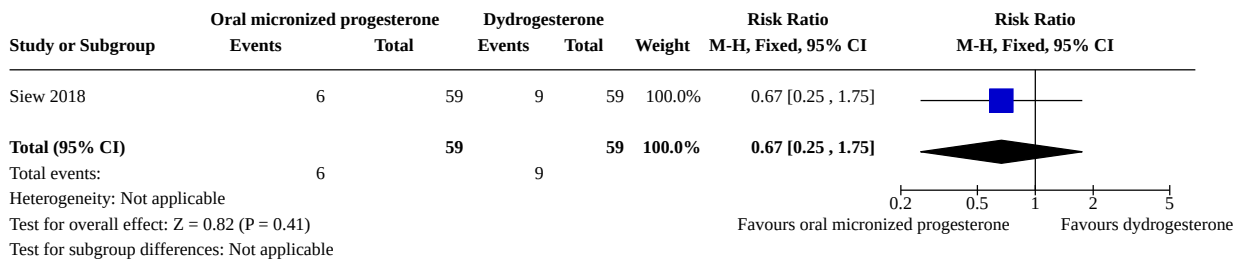 Oral micronized progesterone Dydrogesterone Risk Ratio Risk Ratio
Study or Subgroup Events Total Events Total Weight M-H, Fixed, 95% CI M-H, Fixed, 95% CI
Siew 2018 6 59 9 59 100.0% 0.67 [0.25 , 1.75]
Total (95% CI) 59 59 100.0% 0.67 [0.25 , 1.75]
Total events: 6 9
Heterogeneity: Not applicable
0.2 0.5 1 2 5
Test for overall effect: Z = 0.82 (P = 0.41) Favours oral micronized progesterone Favours dydrogesterone
Test for subgroup differences: Not applicable